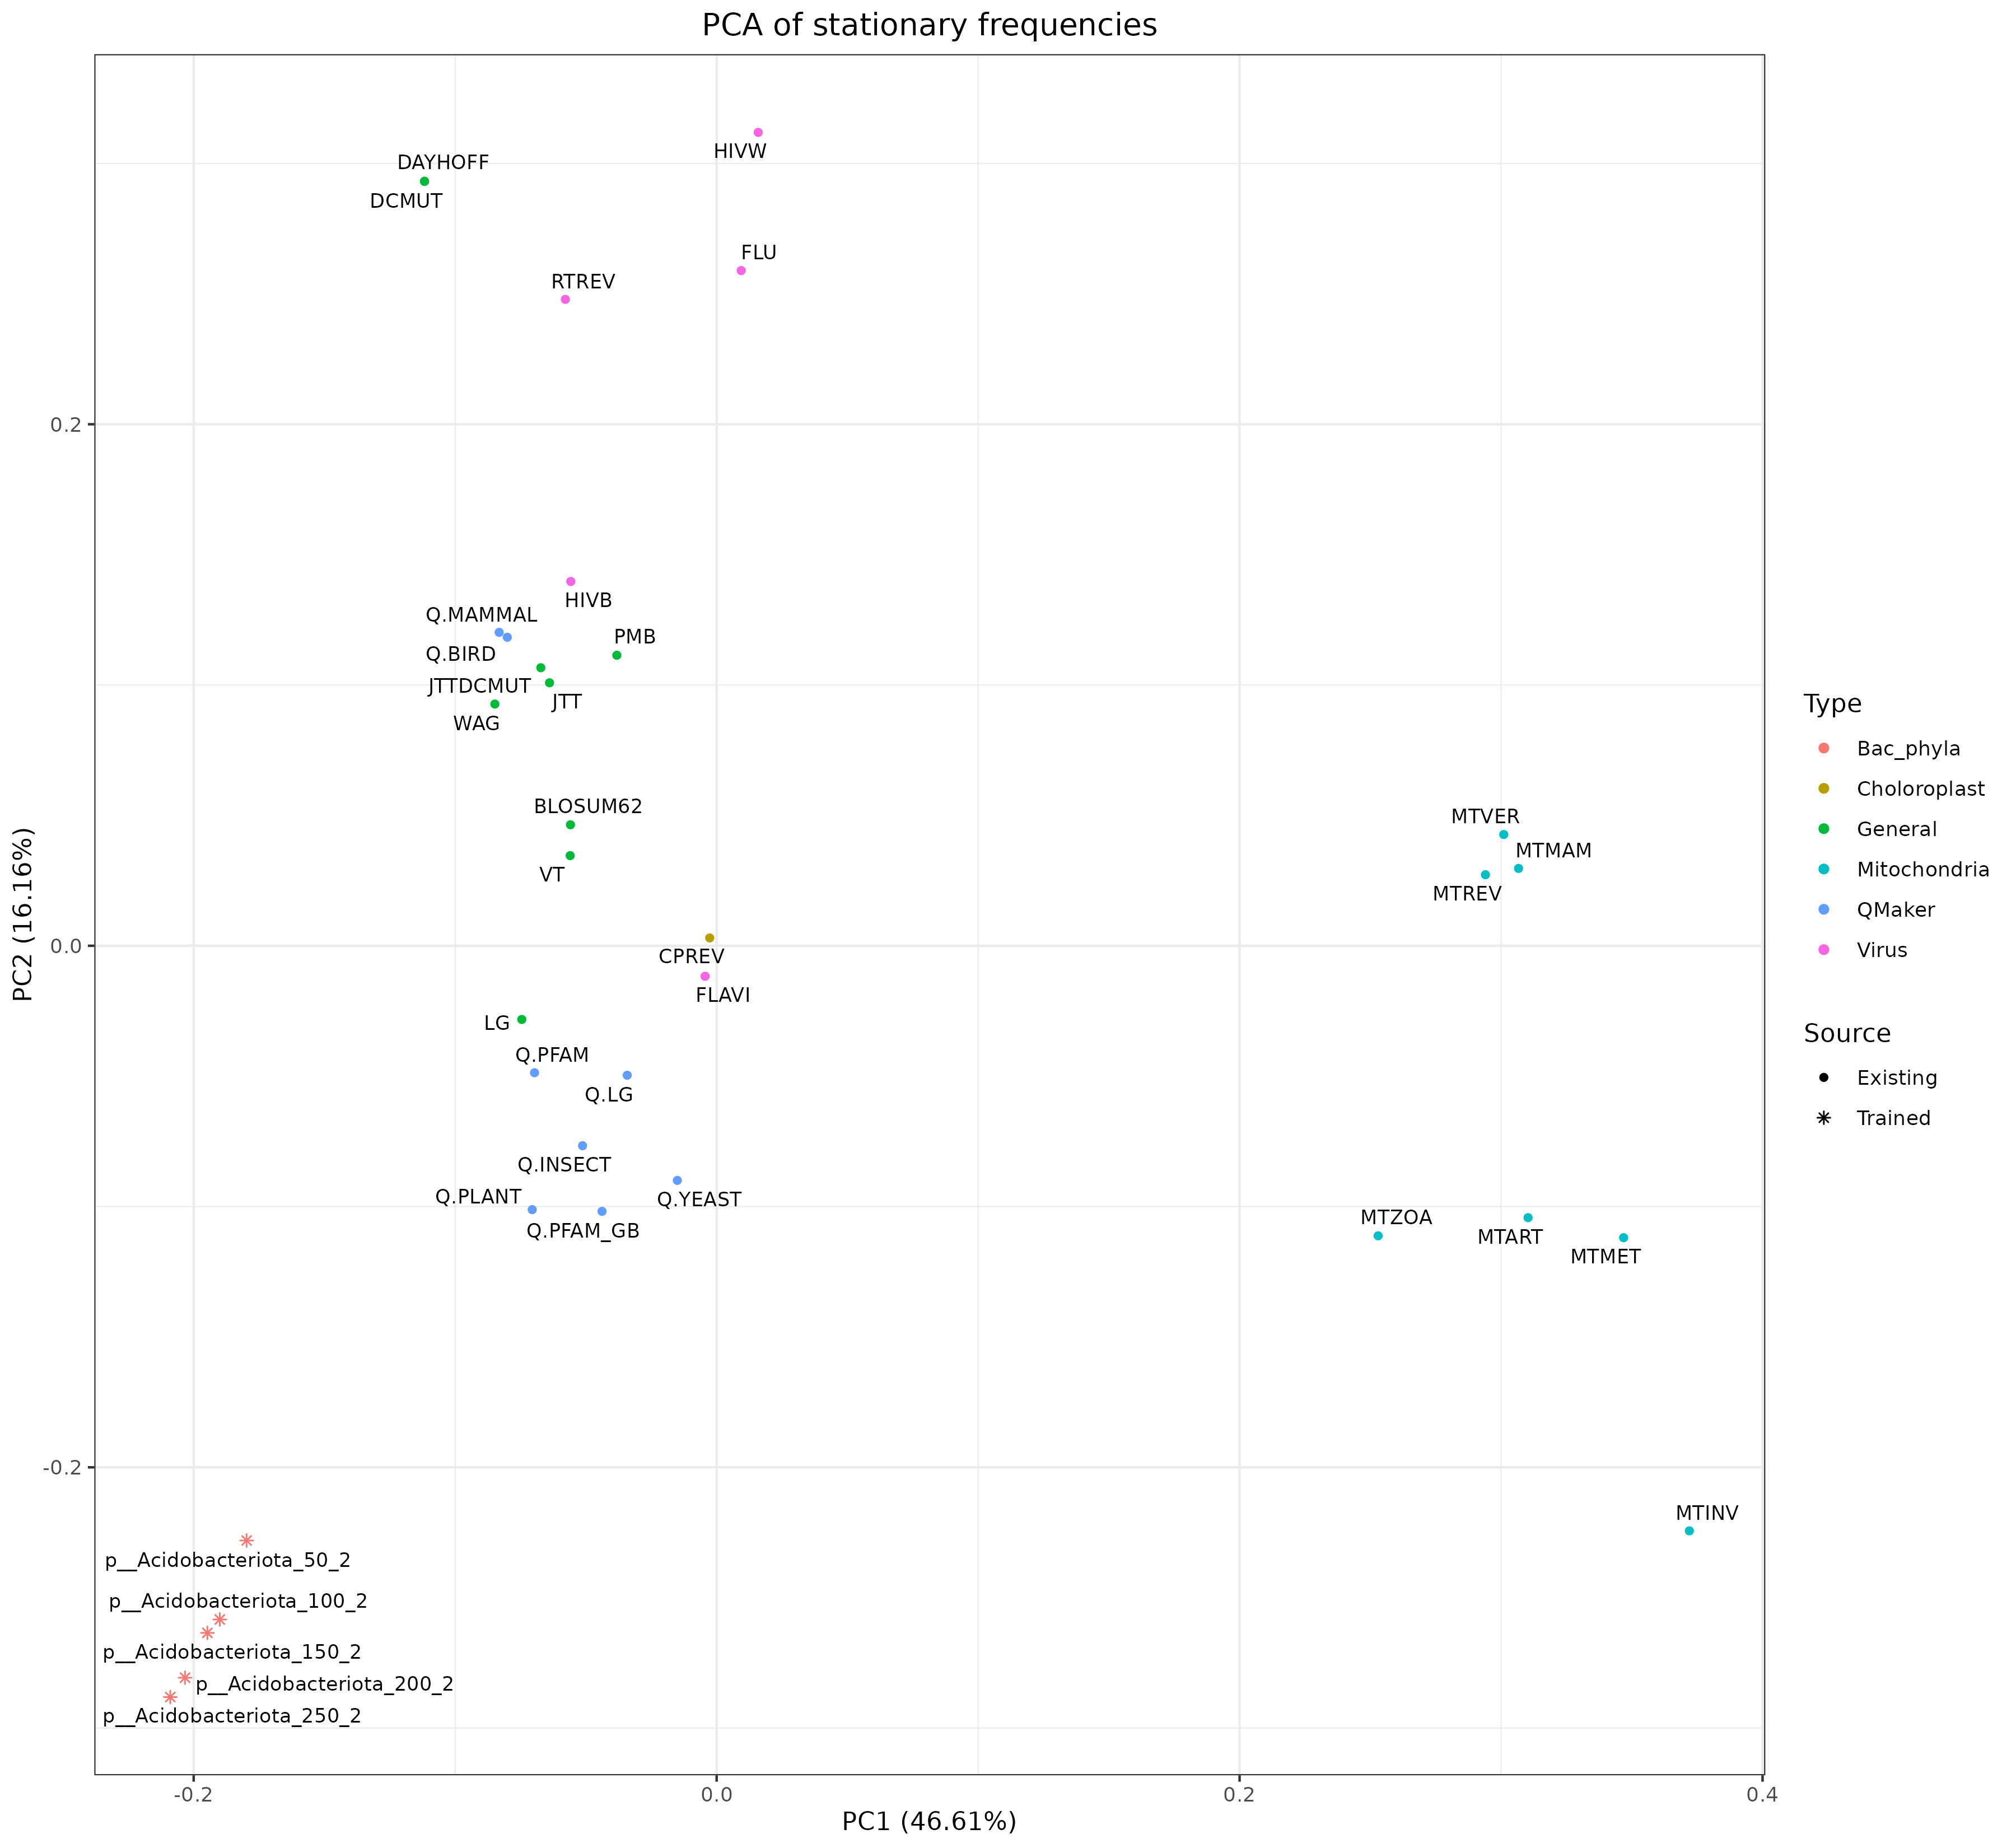 PCA of stationary frequencies
HIVW
DAYHOFF
DCMUT
FLU
RTREV
0.2
HIVB
Q.MAMMAL
PMB
Q.BIRD
JTTDCMUT
JTT
WAG
BLOSUM62
VT
MTVER
MTMAM
MTREV
CPREV
0.0
FLAVI
LG
Q.PFAM
Q.LG
Q.INSECT
Q.PLANT
Q.YEAST
Q.PFAM_GB
MTZOA
MTART
MTMET
-0.2
MTINV
p__Acidobacteriota_50_2
p__Acidobacteriota_100_2
p__Acidobacteriota_150_2
p__Acidobacteriota_200_2
p__Acidobacteriota_250_2
-0.2
0.0
0.2
0.4
PC1 (46.61%)
PC2 (16.16%)
Type
Bac_phyla
Choloroplast
General
Mitochondria
QMaker
Virus
Source
Existing
Trained